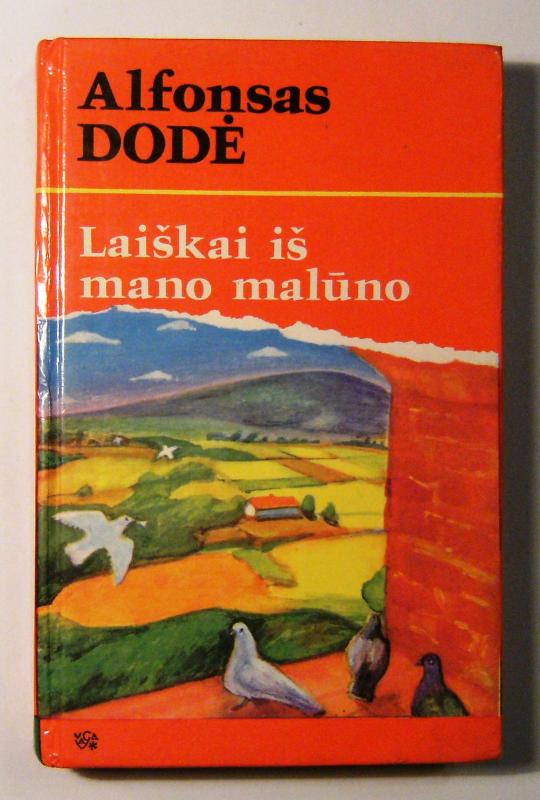 Alfonsas
DODĖ
Laiškai iš
mano malūno